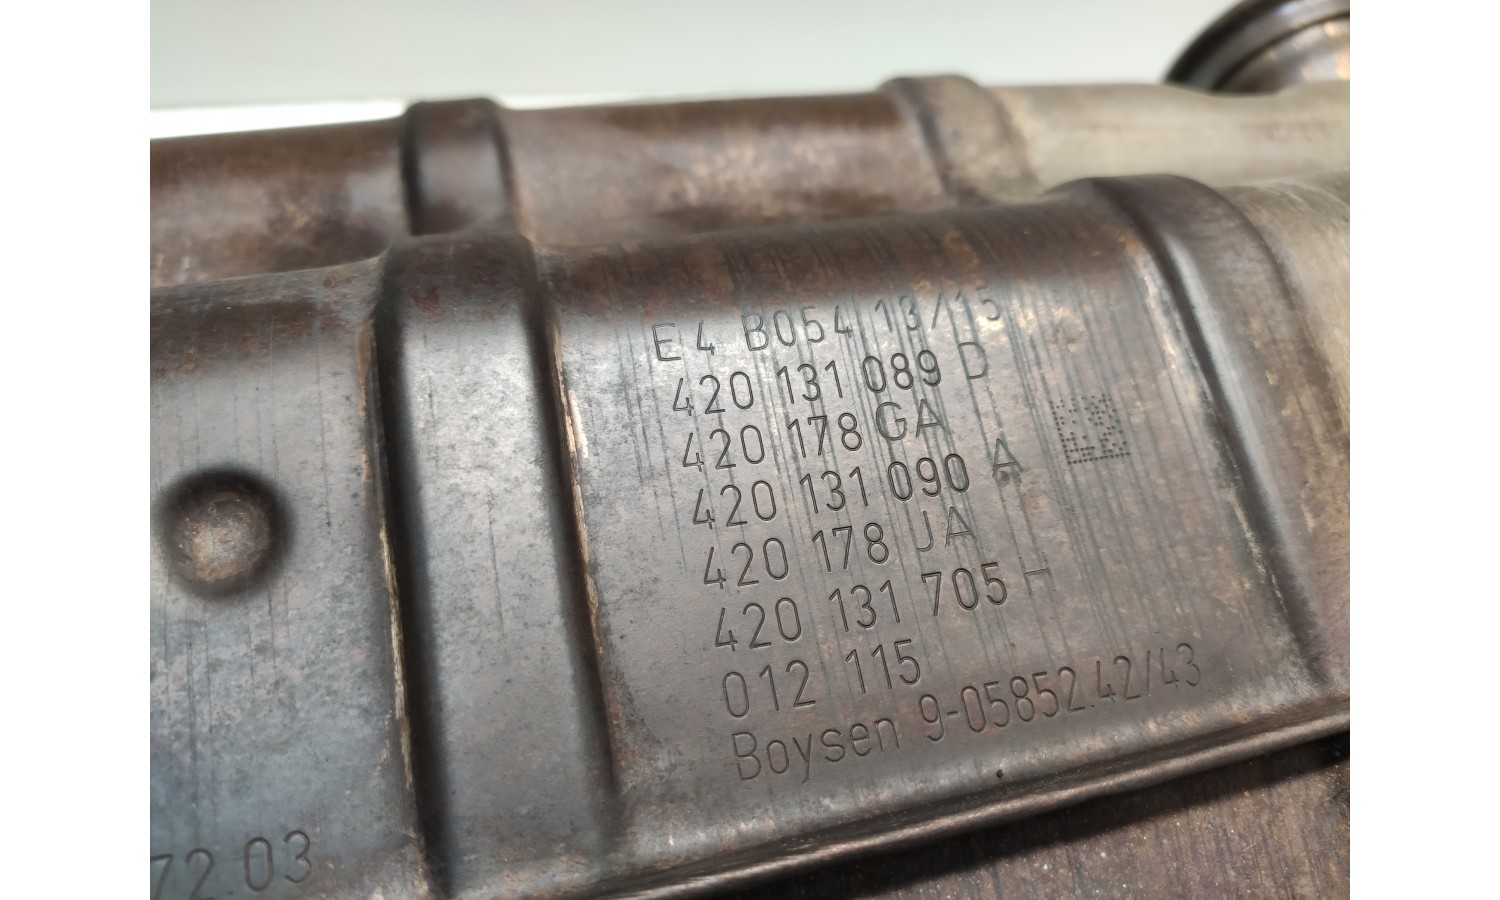 E4 B054 13/15
420 131 089 D
420 178 GA
420 131 090 A
420 178 JA
420 131 705 H
012 115
Boysen 9-05852.42/43
72.03